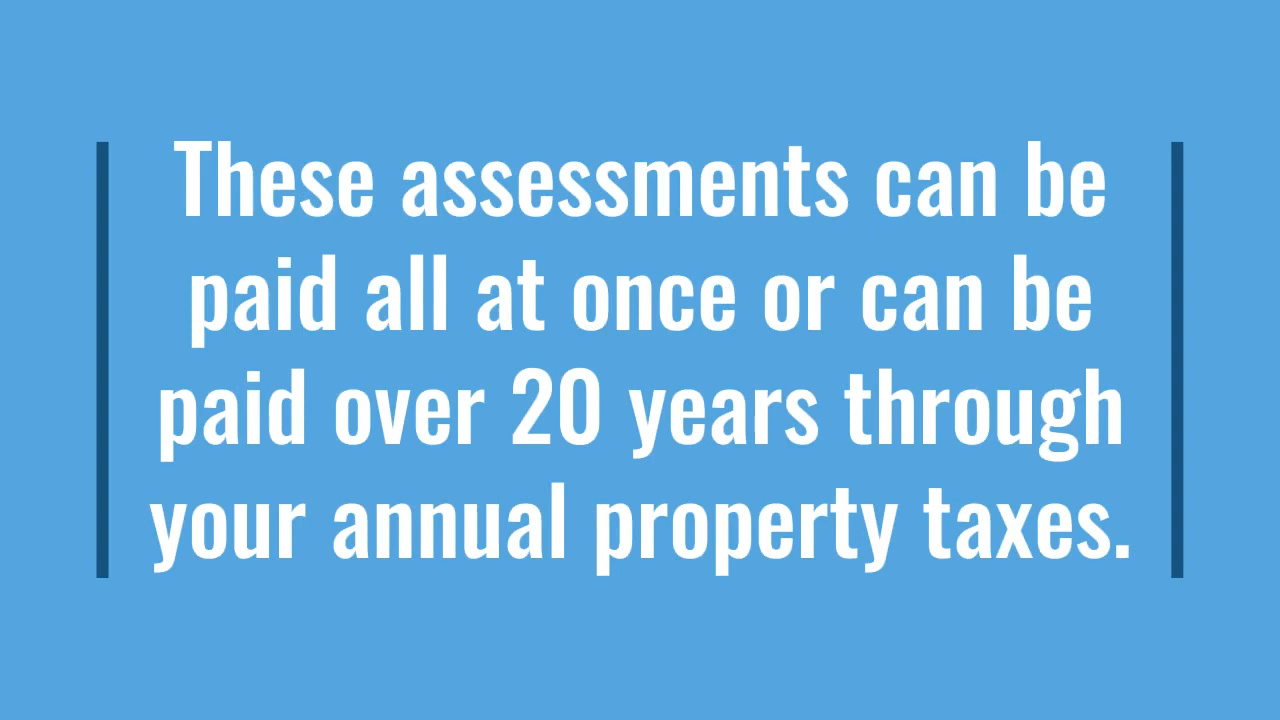 These assessments can be
paid all at once or can be
paid over 20 years through
your annual property taxes.